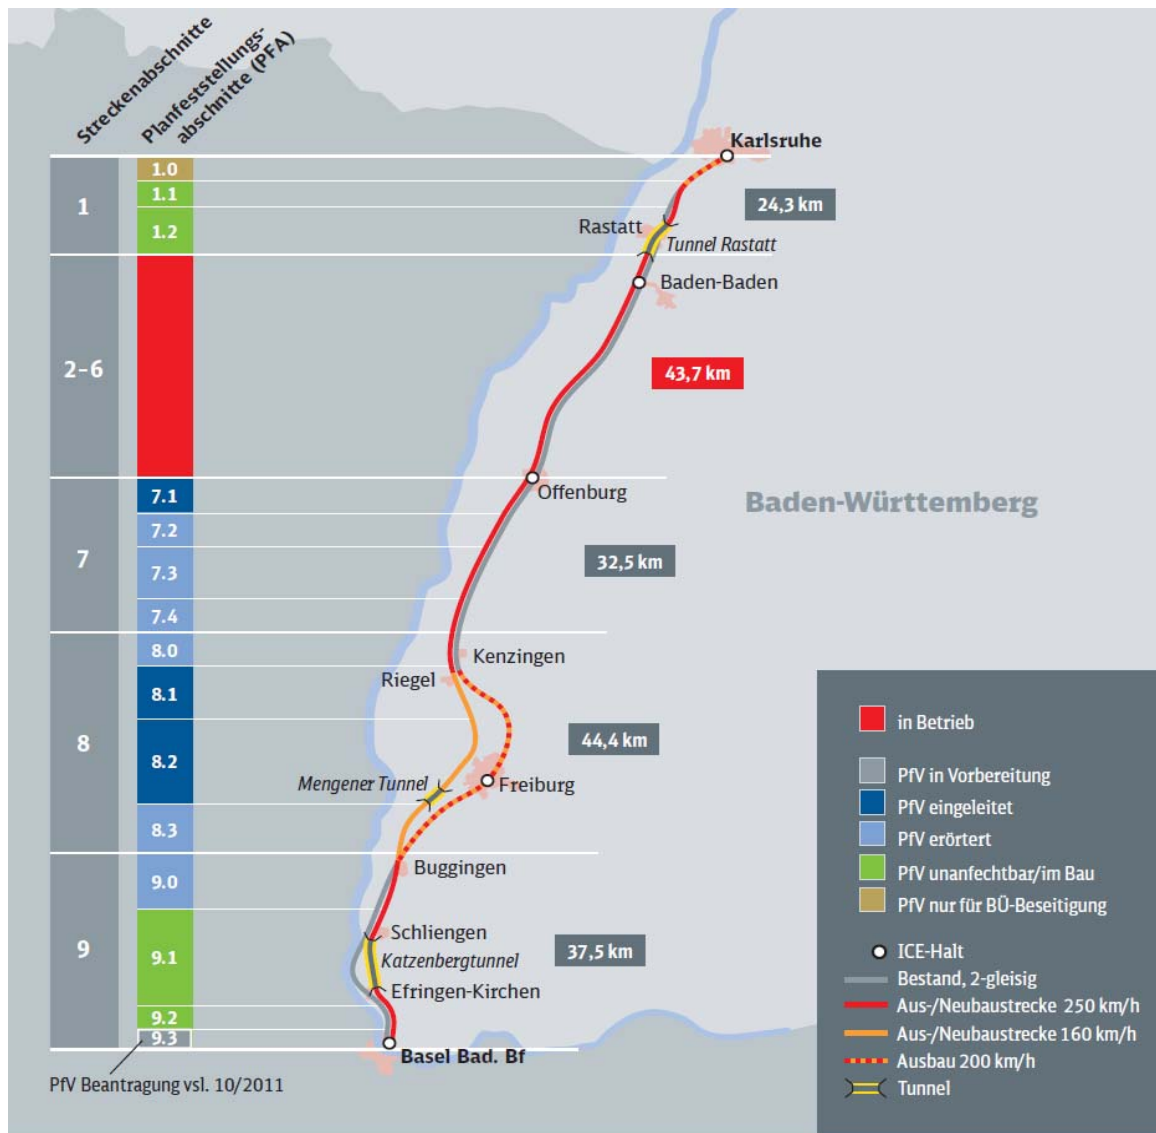 Streckenabschnitte
Planfeststellungs-
abschnitte (PFA)
Karlsruhe
1.0
1.1
1
24,3 km
Rastatt
1.2
Tunnel Rastatt
Baden-Baden
2–6
43,7 km
Offenburg
7.1
Baden-Württemberg
7.2
7
32,5 km
7.3
7.4
8.0
Kenzingen
Riegel
8.1
8
44,4 km
8.2
Mengener Tunnel
Freiburg
8.3
Buggingen
9.0
Schliengen
9
37,5 km
9.1
Katzenbergtunnel
Efringen-Kirchen
9.2
9.3
Basel Bad. Bf
PfV Beantragung vsl. 10/2011
in Betrieb
PfV in Vorbereitung
PfV eingeleitet
PfV erörtert
PfV unanfechtbar/im Bau
PfV nur für BÜ-Beseitigung
ICE-Halt
Bestand, 2-gleisig
Aus-/Neubaustrecke 250 km/h
Aus-/Neubaustrecke 160 km/h
Ausbau 200 km/h
Tunnel